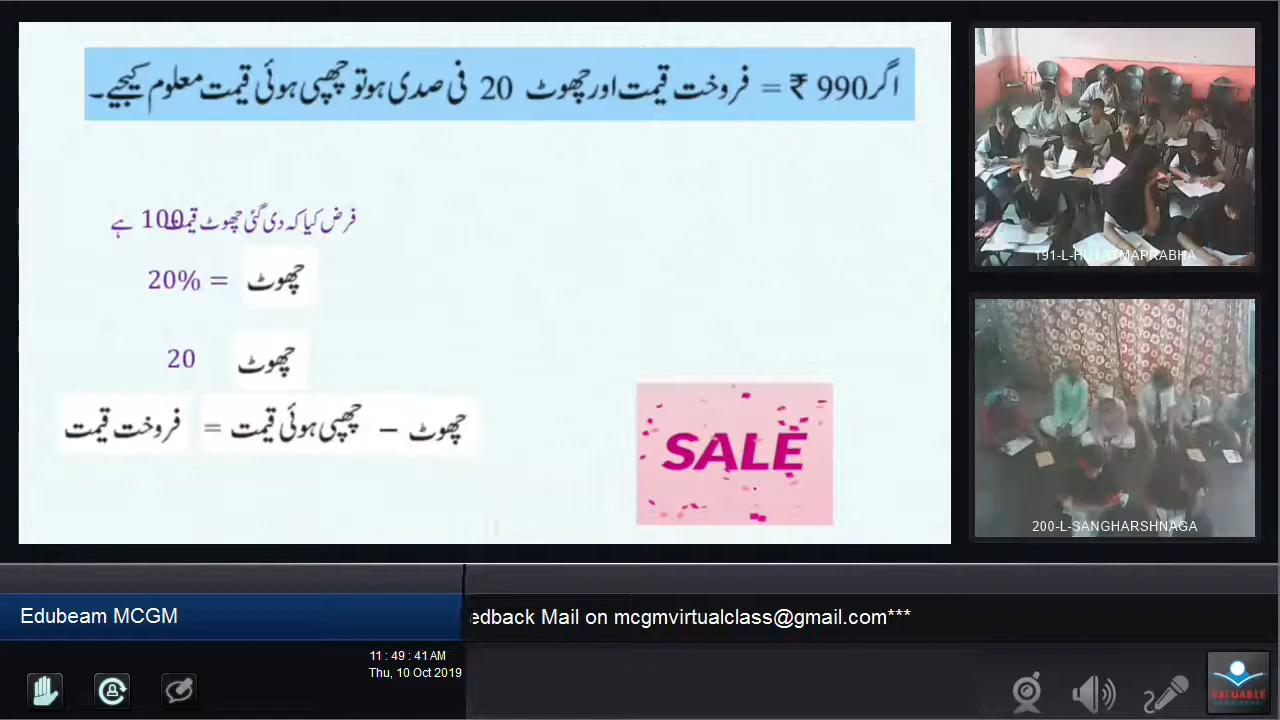 اگر 990 ₹ = فروخت قیمت اور چھوٹ 20 فی صدی ہو تو چھپی ہوئی قیمت معلوم کیجیے۔
فرض کیا کہ دی گئی چھوٹ قیمت 100 ہے
چھوٹ = 20%
چھوٹ 20
چھوٹ − چھپی ہوئی قیمت = فروخت قیمت
SALE
191-L-HUTATMAPRABHA
200-L-SANGHARSHNAGA
Edubeam MCGM
edback Mail on mcgmvirtualclass@gmail.com***
11 : 49 : 41 AM
Thu, 10 Oct 2019
VALUABLE